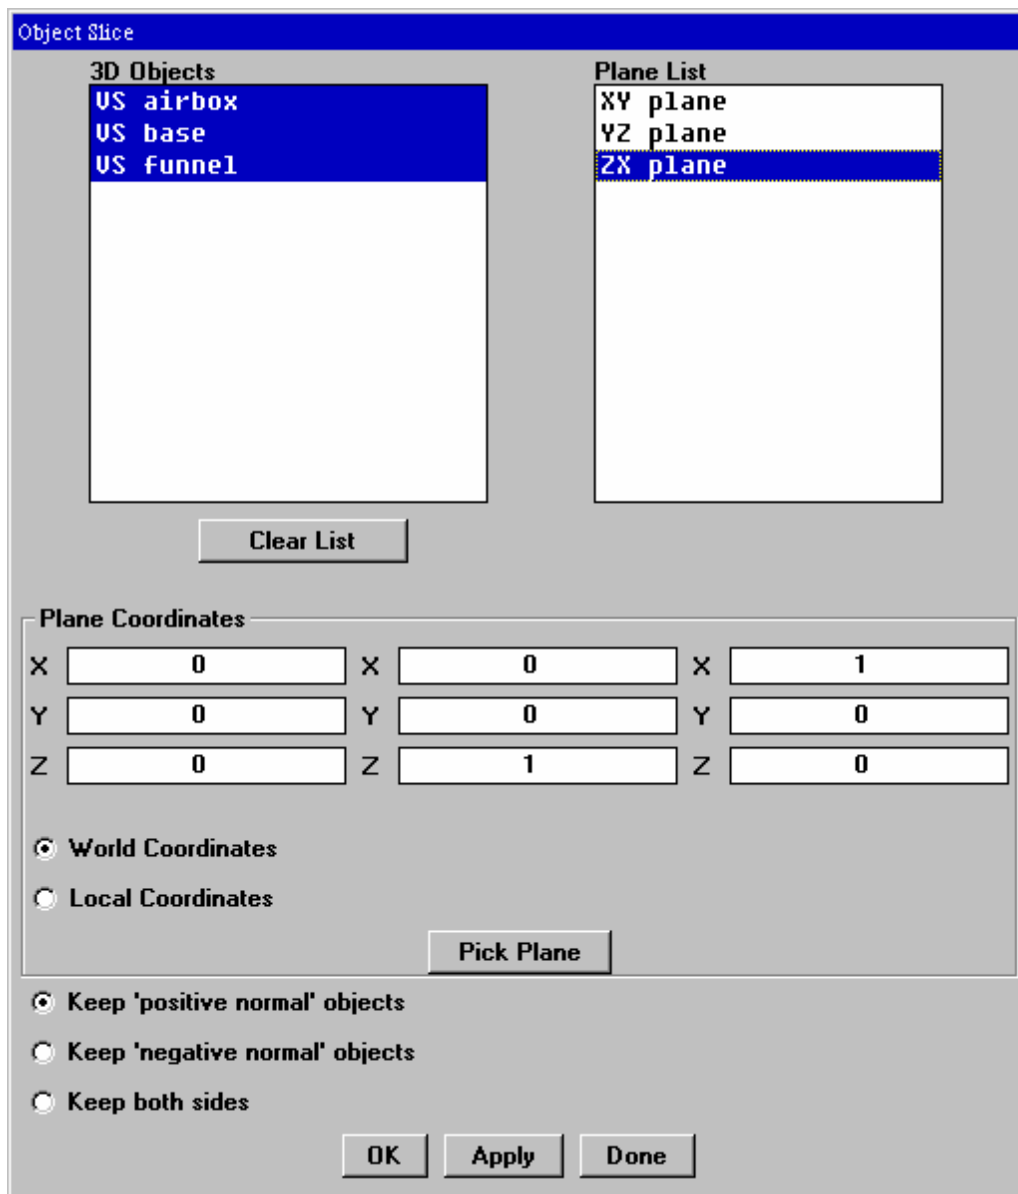 Object Slice
3D Objects
Plane List
VS airbox
VS base
VS funnel
XY plane
YZ plane
ZX plane
Clear List
Plane Coordinates
X 0 X 0 X 1
Y 0 Y 0 Y 0
Z 0 Z 1 Z 0
World Coordinates
Local Coordinates
Pick Plane
Keep 'positive normal' objects
Keep 'negative normal' objects
Keep both sides
OK Apply Done